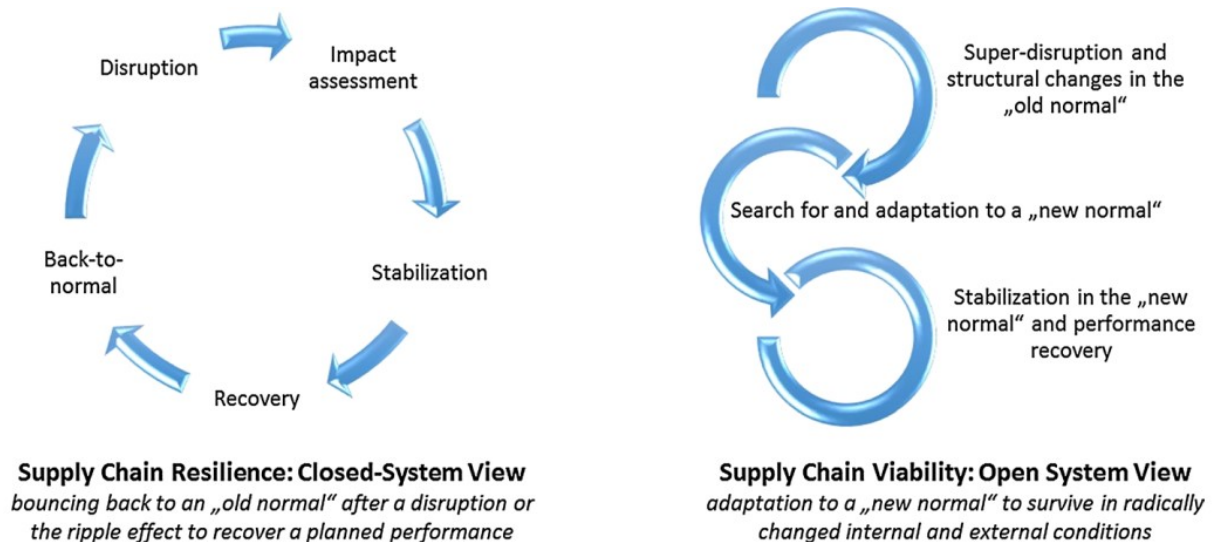 Disruption
Impact
assessment
Stabilization
Recovery
Back-to-
normal
Supply Chain Resilience: Closed-System View
bouncing back to an „old normal“ after a disruption or
the ripple effect to recover a planned performance
Super-disruption and
structural changes in the
„old normal“
Search for and adaptation to a „new normal“
Stabilization in the „new
normal“ and performance
recovery
Supply Chain Viability: Open System View
adaptation to a „new normal“ to survive in radically
changed internal and external conditions